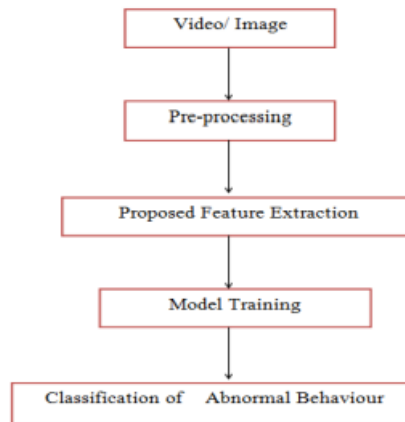 Video/ Image
Pre-processing
Proposed Feature Extraction
Model Training
Classification of Abnormal Behaviour